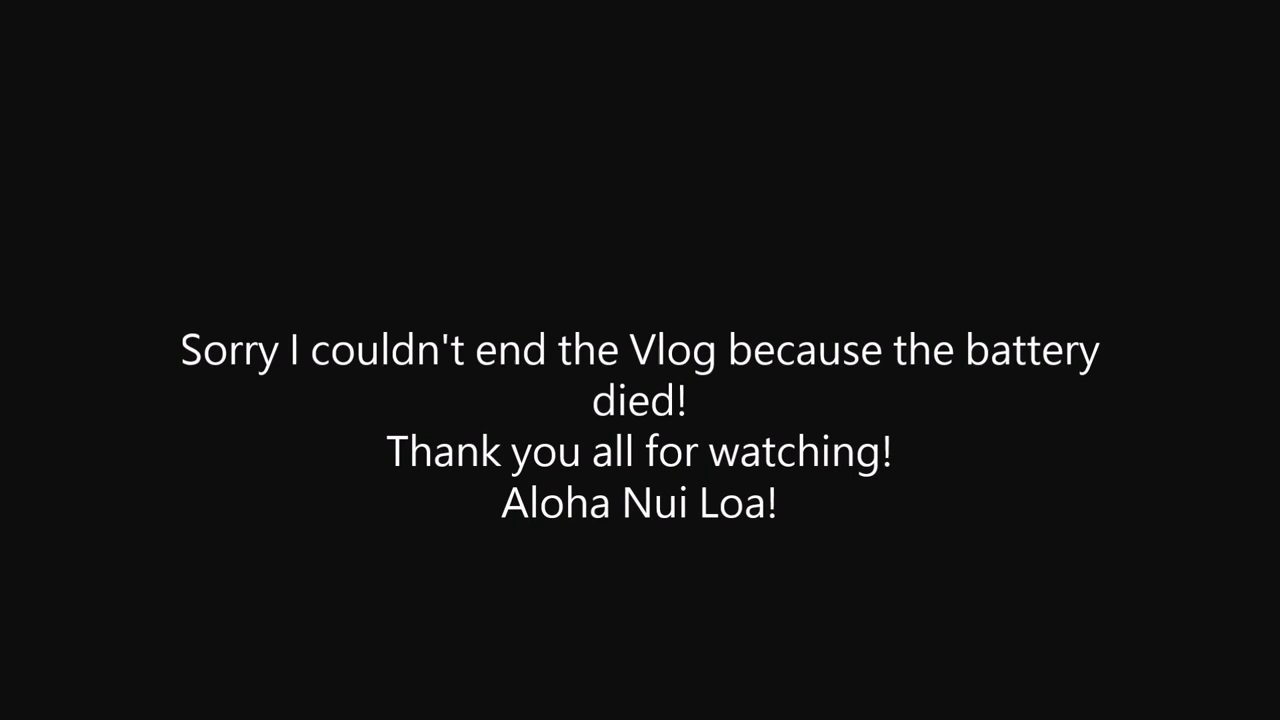 Sorry I couldn't end the Vlog because the battery
died!
Thank you all for watching!
Aloha Nui Loa!